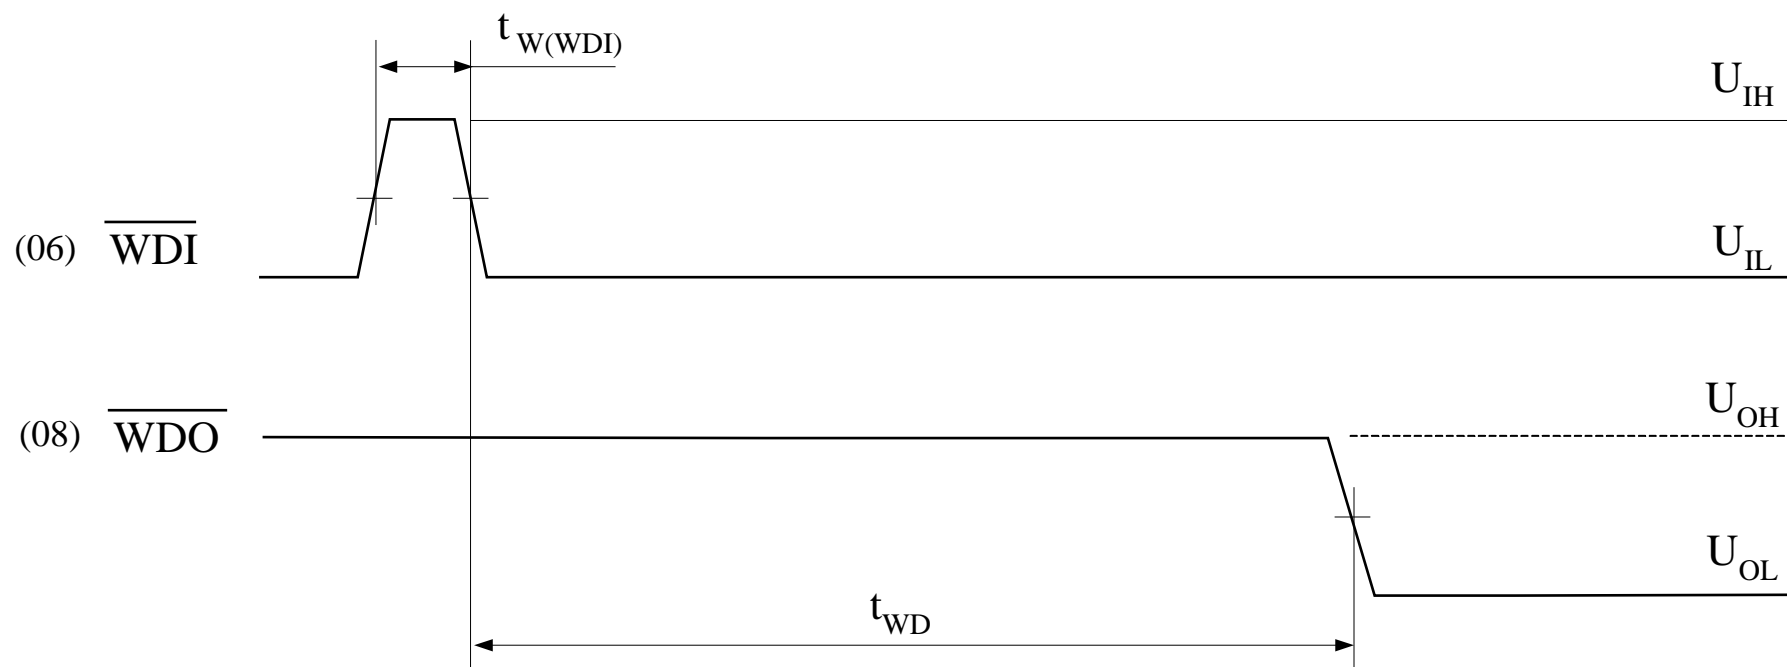 t W(WDI)
U IH
(06) WDI
U IL
U OH
(08) WDO
U OL
t WD